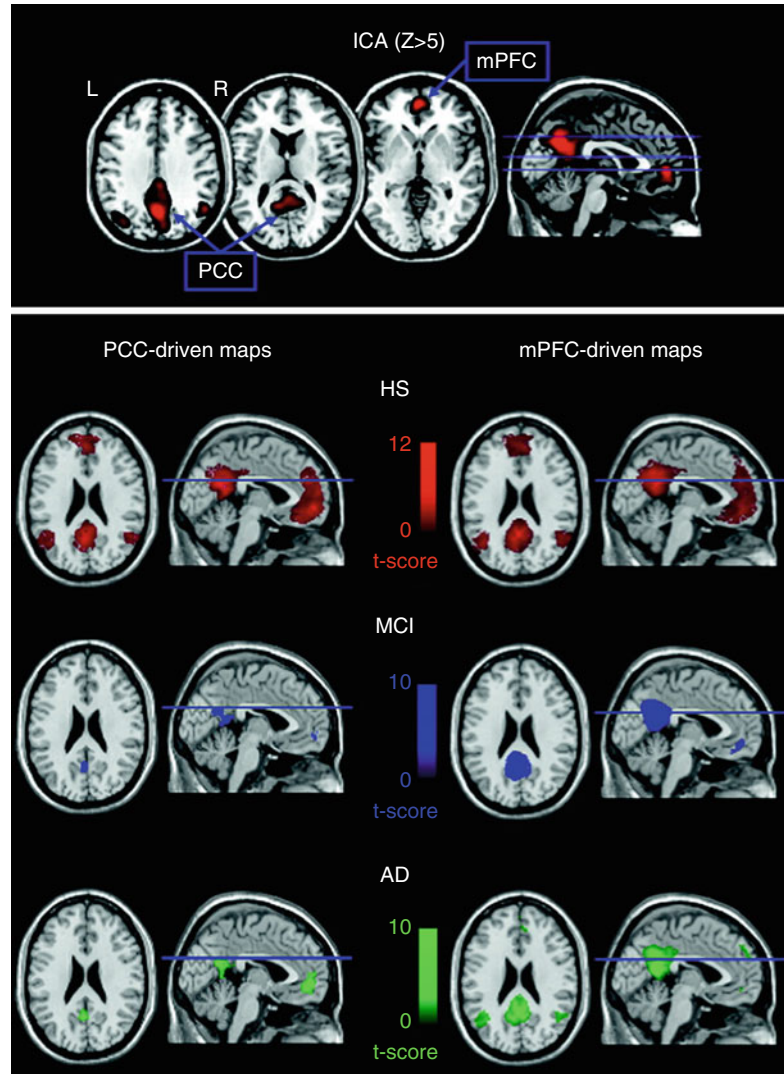 ICA (Z>5)
mPFC
L
R
PCC
PCC-driven maps
mPFC-driven maps
HS
12
0
t-score
MCI
10
0
t-score
AD
10
0
t-score